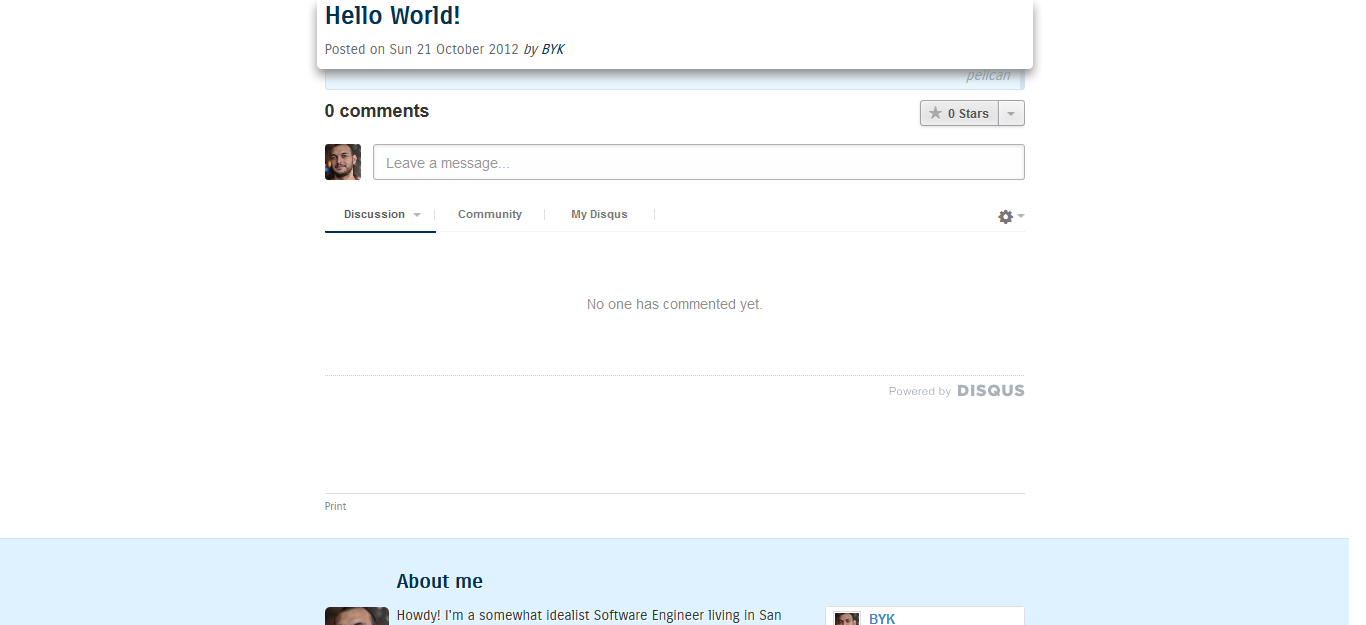 Hello World!
Posted on Sun 21 October 2012 by BYK
pelican
0 comments
0 Stars
Leave a message...
Discussion
Community
My Disqus
No one has commented yet.
Powered by DISQUS
Print
About me
Howdy! I'm a somewhat idealist Software Engineer living in San
BYK